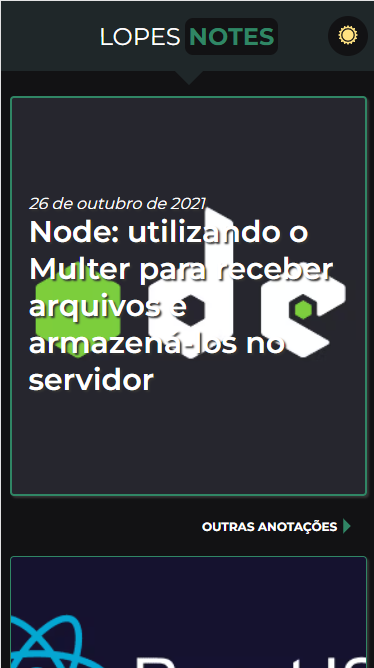 LOPES NOTES
26 de outubro de 2021
Node: utilizando o
Multer para receber
arquivos e
armazená-los no
servidor
OUTRAS ANOTAÇÕES